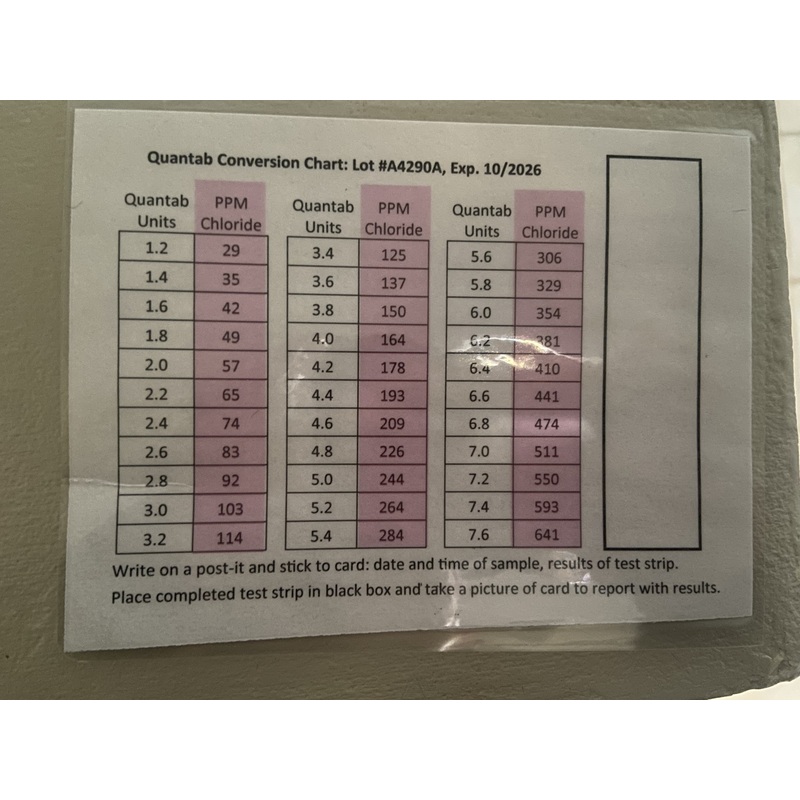 Quantab Conversion Chart: Lot #A4290A, Exp. 10/2026
Quantab Units PPM Chloride Quantab Units PPM Chloride Quantab Units PPM Chloride
1.2 29 3.4 125 5.6 306
1.4 35 3.6 137 5.8 329
1.6 42 3.8 150 6.0 354
1.8 49 4.0 164 6.2 381
2.0 57 4.2 178 6.4 410
2.2 65 4.4 193 6.6 441
2.4 74 4.6 209 6.8 474
2.6 83 4.8 226 7.0 511
2.8 92 5.0 244 7.2 550
3.0 103 5.2 264 7.4 593
3.2 114 5.4 284 7.6 641
Write on a post-it and stick to card: date and time of sample, results of test strip.
Place completed test strip in black box and take a picture of card to report with results.